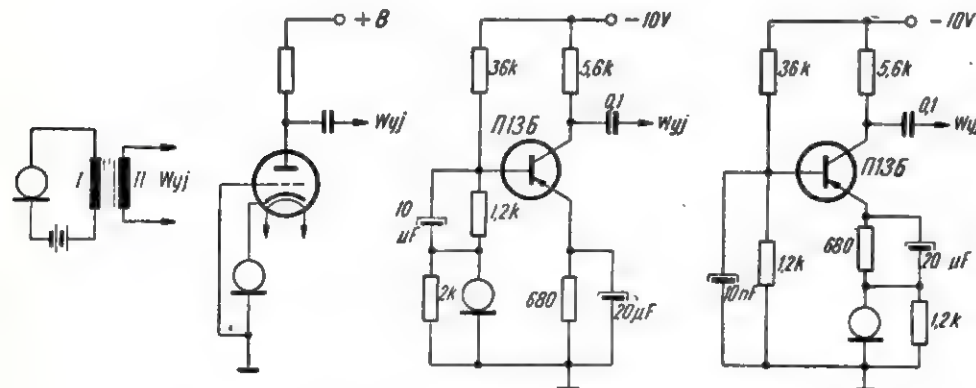 I
II
Wyj
+B
Wyj
-10V
36k
5,6k
0,1
Wyj
П13Б
10
μF
1,2k
2k
680
20μF
-10V
36k
5,6k
0,1
Wy
П13Б
680
20 μF
10nF
1,2k
1,2k